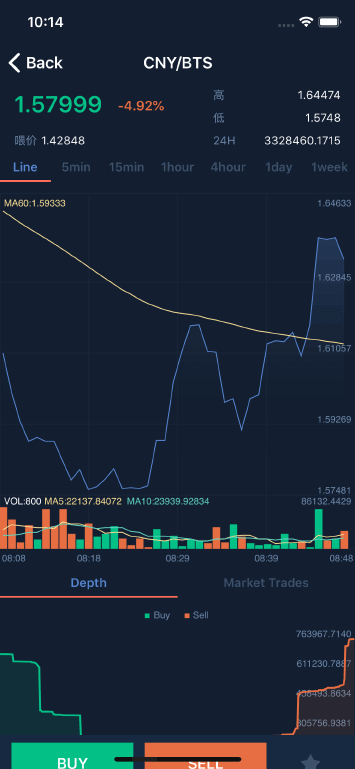 10:14
Back
CNY/BTS
1.57999 -4.92%
高 1.64474
低 1.5748
喂价 1.42848
24H 3328460.1715
Line 5min 15min 1hour 4hour 1day 1week
MA60:1.59333
1.64633
1.62845
1.61057
1.59269
1.57481
VOL:800 MA5:22137.84072 MA10:23939.92834
86132.4429
08:08 08:18 08:29 08:39 08:48
Depth Market Trades
Buy Sell
763967.7140
611230.7887
458493.8634
305756.9381
BUY SELL